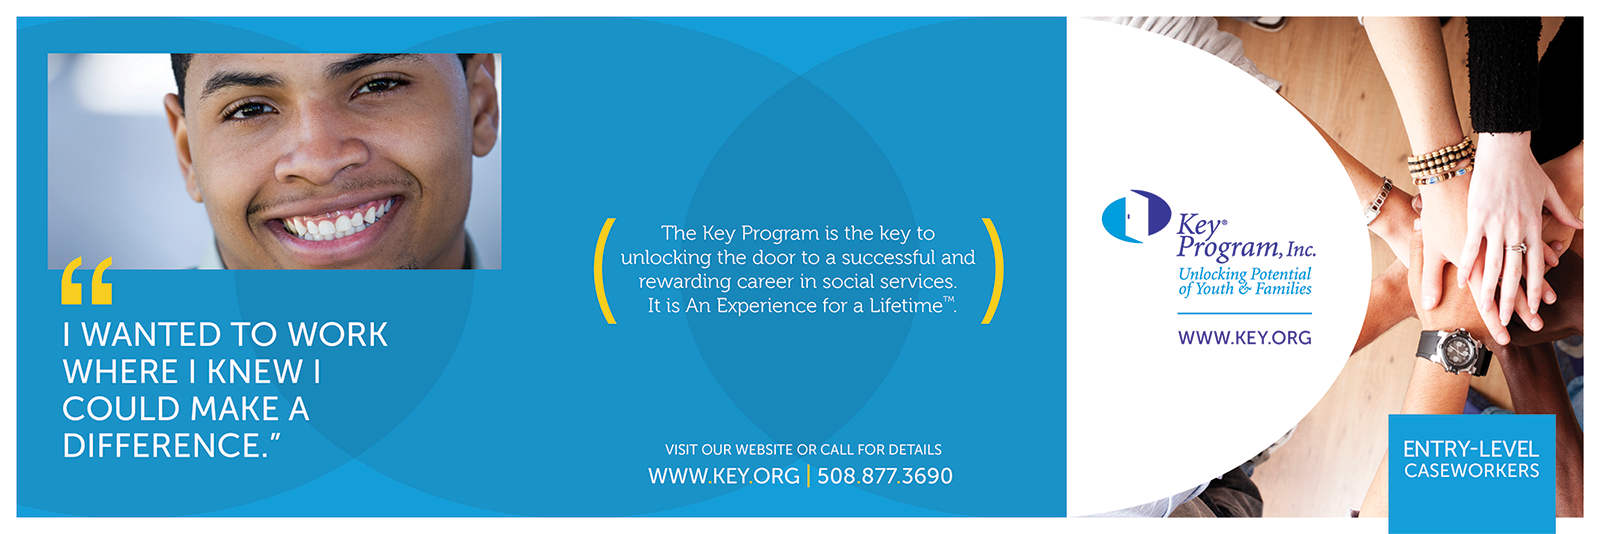 “
I WANTED TO WORK
WHERE I KNEW I
COULD MAKE A
DIFFERENCE.”
The Key Program is the key to
unlocking the door to a successful and
rewarding career in social services.
It is An Experience for a Lifetime™.
VISIT OUR WEBSITE OR CALL FOR DETAILS
WWW.KEY.ORG | 508.877.3690
Key®
Program, Inc.
Unlocking Potential
of Youth & Families
WWW.KEY.ORG
ENTRY-LEVEL
CASEWORKERS